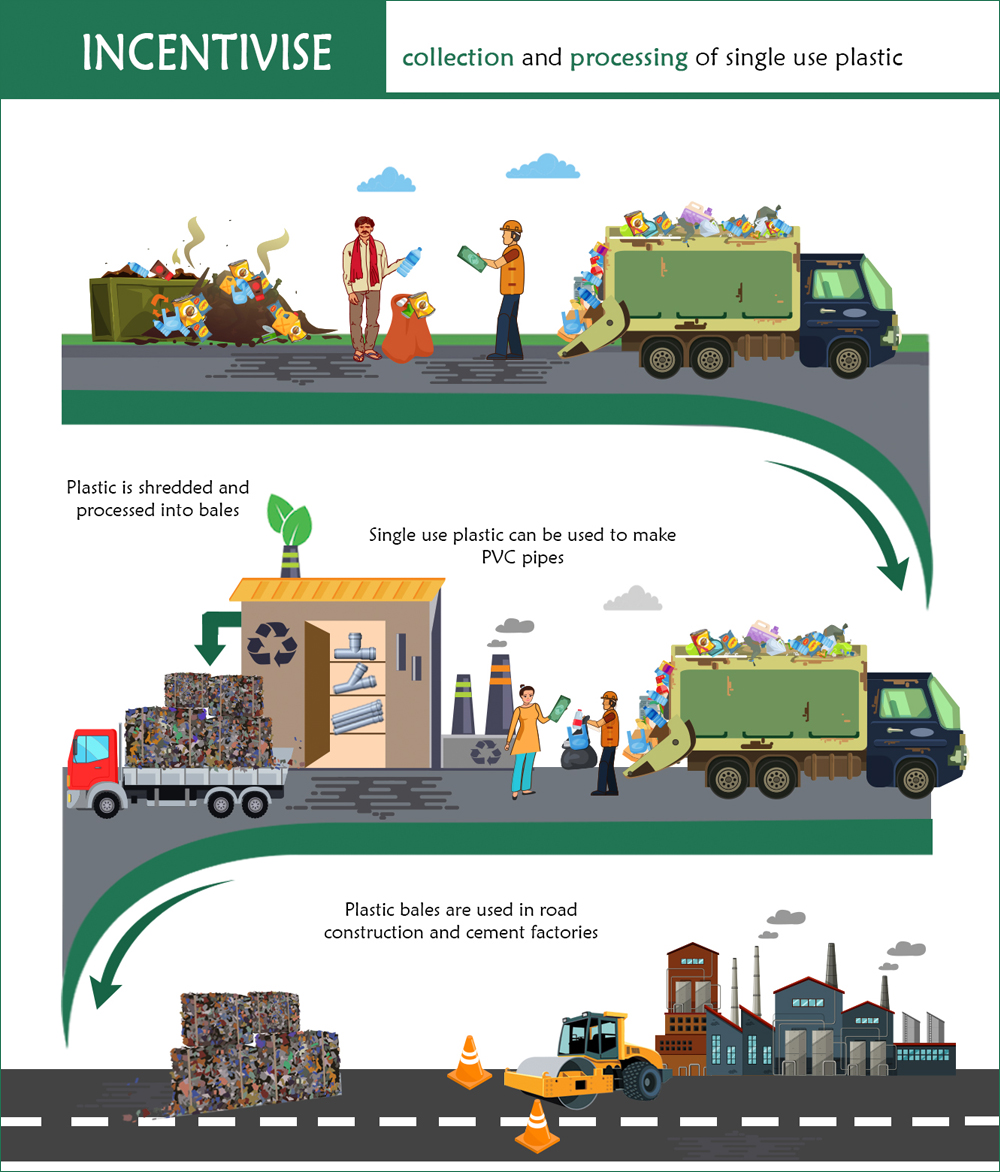 INCENTIVISE
collection and processing of single use plastic
Plastic is shredded and
processed into bales
Single use plastic can be used to make
PVC pipes
Plastic bales are used in road
construction and cement factories